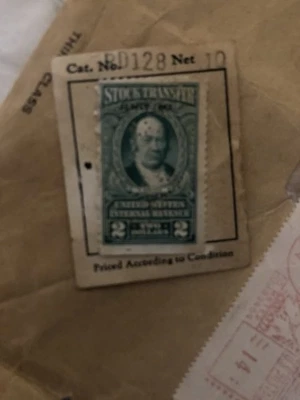 THIRD CLASS
Cat. No. RD128 Net 10
STOCK TRANSFER
UNITED STATES
INTERNAL REVENUE
2 TWO DOLLARS 2
Priced According to Condition